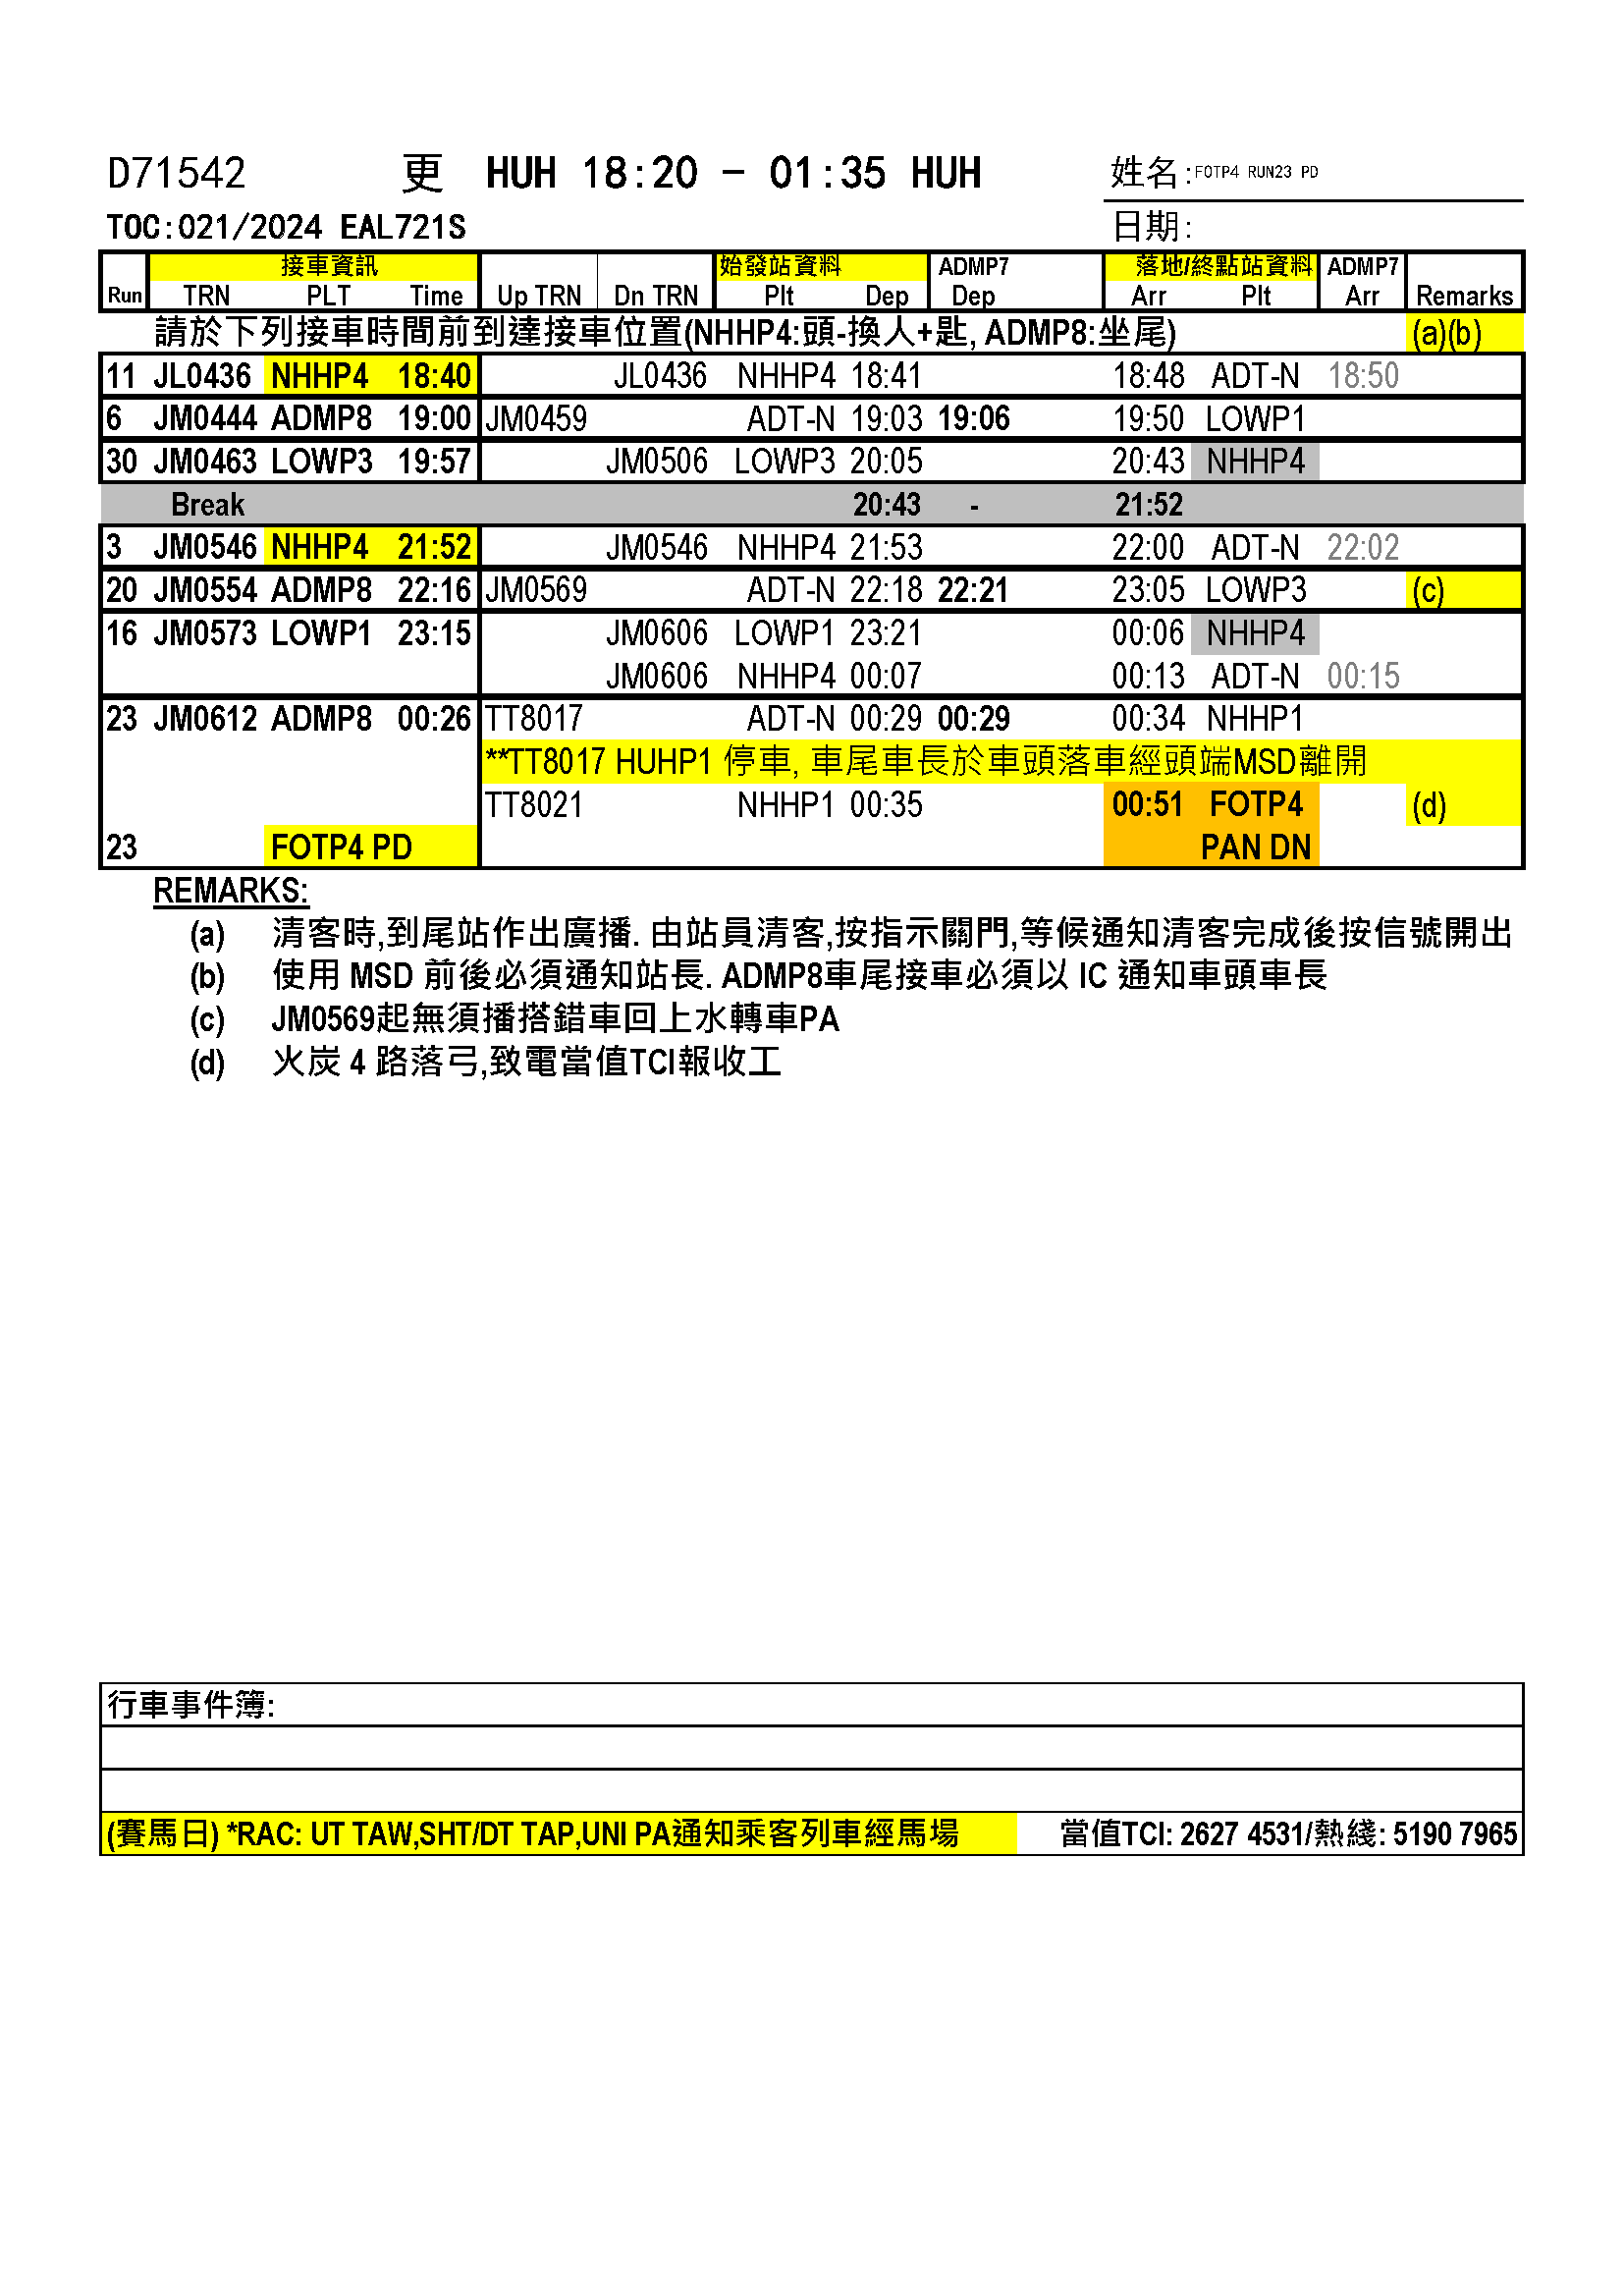 D71542 更 HUH 18:20 – 01:35 HUH 姓名:FOTP4 RUN23 PD
TOC:021/2024 EAL721S 日期:
接車資訊 始發站資料 ADMP7 落地/終點站資料 ADMP7
Run TRN PLT Time Up TRN Dn TRN Plt Dep Dep Arr Plt Arr Remarks
請於下列接車時間前到達接車位置(NHHP4:頭-換人+匙, ADMP8:坐尾) (a)(b)
11 JL0436 NHHP4 18:40 JL0436 NHHP4 18:41 18:48 ADT-N 18:50
6 JM0444 ADMP8 19:00 JM0459 ADT-N 19:03 19:06 19:50 LOWP1
30 JM0463 LOWP3 19:57 JM0506 LOWP3 20:05 20:43 NHHP4
Break 20:43 - 21:52
3 JM0546 NHHP4 21:52 JM0546 NHHP4 21:53 22:00 ADT-N 22:02
20 JM0554 ADMP8 22:16 JM0569 ADT-N 22:18 22:21 23:05 LOWP3 (c)
16 JM0573 LOWP1 23:15 JM0606 LOWP1 23:21 00:06 NHHP4
JM0606 NHHP4 00:07 00:13 ADT-N 00:15
23 JM0612 ADMP8 00:26 TT8017 ADT-N 00:29 00:29 00:34 NHHP1
**TT8017 HUHP1 停車, 車尾車長於車頭落車經頭端MSD離開
TT8021 NHHP1 00:35 00:51 FOTP4 (d)
23 FOTP4 PD PAN DN
REMARKS:
(a) 清客時,到尾站作出廣播. 由站員清客,按指示關門,等候通知清客完成後按信號開出
(b) 使用 MSD 前後必須通知站長. ADMP8車尾接車必須以 IC 通知車頭車長
(c) JM0569起無須播搭錯車回上水轉車PA
(d) 火炭 4 路落弓,致電當值TCI報收工
行車事件簿:
(賽馬日) *RAC: UT TAW,SHT/DT TAP,UNI PA通知乘客列車經馬場 當值TCI: 2627 4531/熱綫: 5190 7965